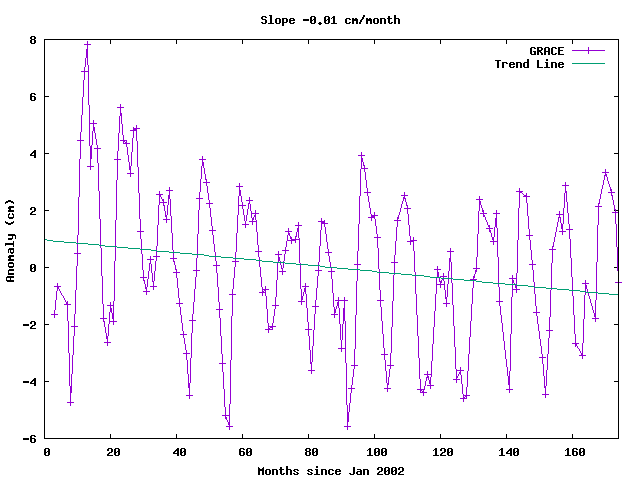 Slope -0.01 cm/month
GRACE
Trend Line
Anomaly (cm)
8
6
4
2
0
-2
-4
-6
0 20 40 60 80 100 120 140 160
Months since Jan 2002